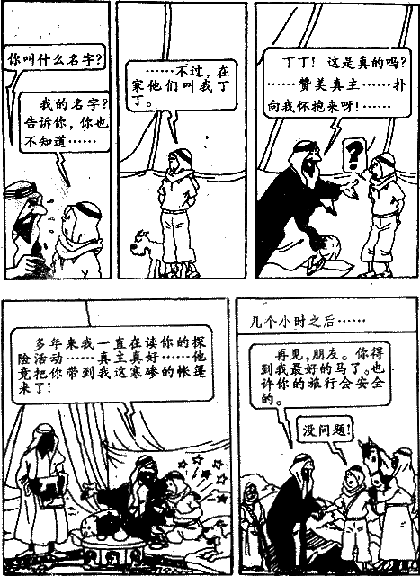 你叫什么名字?
我的名字?
告诉你，你也
不知道……
……不过，在
家他们叫我丁
丁。
丁丁！这是真的吗?
……赞美真主……扑
向我怀抱来呀!……
?
多年来我一直在读你的探
险活动……真主真好……他
竟把你带到我这寒碜的帐篷
来了!
几个小时之后……
再见，朋友。你得
到我最好的马了。也
许你的旅行会安全
的。
没问题!